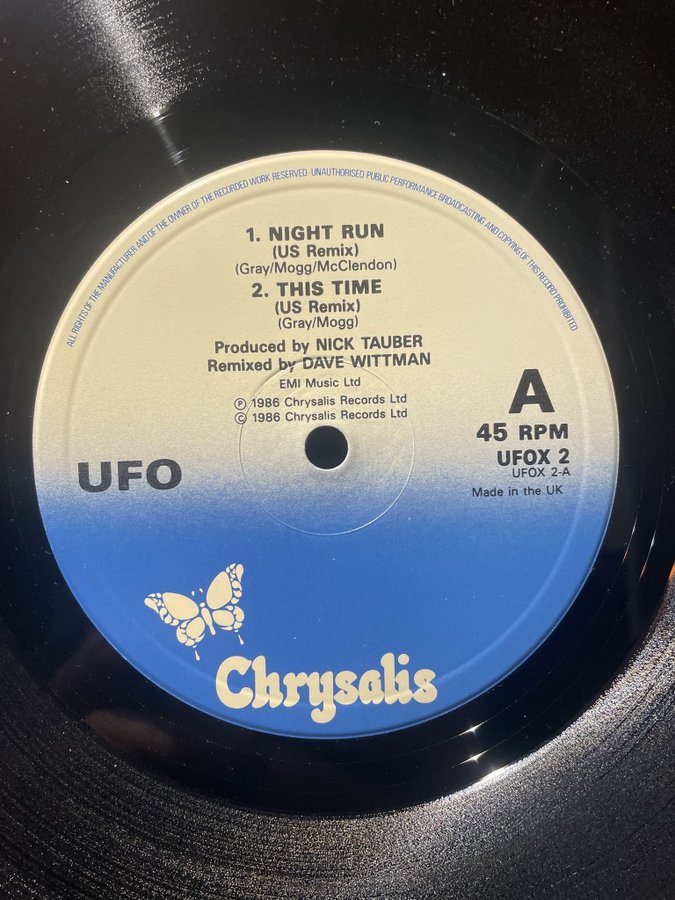 ALL RIGHTS OF THE MANUFACTURER AND OF THE OWNER OF THE RECORDED WORK RESERVED · UNAUTHORISED PUBLIC PERFORMANCE BROADCASTING AND COPYING OF THIS RECORD PROHIBITED
1. NIGHT RUN
(US Remix)
(Gray/Mogg/McClendon)
2. THIS TIME
(US Remix)
(Gray/Mogg)
Produced by NICK TAUBER
Remixed by DAVE WITTMAN
EMI Music Ltd
℗ 1986 Chrysalis Records Ltd
© 1986 Chrysalis Records Ltd
A
45 RPM
UFOX 2
UFOX 2-A
Made in the UK
UFO
Chrysalis